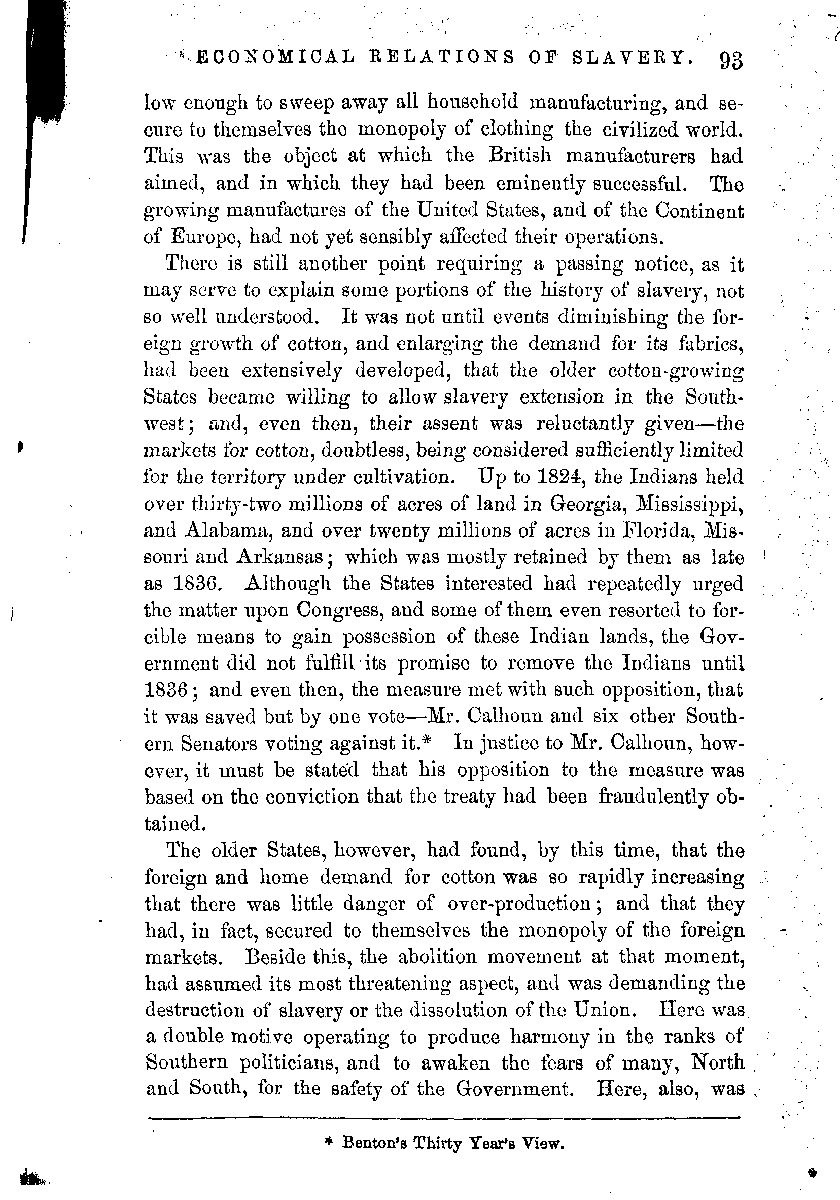 ECONOMICAL RELATIONS OF SLAVERY. 93
low enough to sweep away all household manufacturing, and se-
cure to themselves the monopoly of clothing the civilized world.
This was the object at which the British manufacturers had
aimed, and in which they had been eminently successful. The
growing manufactures of the United States, and of the Continent
of Europe, had not yet sensibly affected their operations.
There is still another point requiring a passing notice, as it
may serve to explain some portions of the history of slavery, not
so well understood. It was not until events diminishing the for-
eign growth of cotton, and enlarging the demand for its fabrics,
had been extensively developed, that the older cotton-growing
States became willing to allow slavery extension in the South-
west; and, even then, their assent was reluctantly given—the
markets for cotton, doubtless, being considered sufficiently limited
for the territory under cultivation. Up to 1824, the Indians held
over thirty-two millions of acres of land in Georgia, Mississippi,
and Alabama, and over twenty millions of acres in Florida, Mis-
souri and Arkansas; which was mostly retained by them as late
as 1836. Although the States interested had repeatedly urged
the matter upon Congress, and some of them even resorted to for-
cible means to gain possession of these Indian lands, the Gov-
ernment did not fulfill its promise to remove the Indians until
1836; and even then, the measure met with such opposition, that
it was saved but by one vote—Mr. Calhoun and six other South-
ern Senators voting against it.* In justice to Mr. Calhoun, how-
ever, it must be stated that his opposition to the measure was
based on the conviction that the treaty had been fraudulently ob-
tained.
The older States, however, had found, by this time, that the
foreign and home demand for cotton was so rapidly increasing
that there was little danger of over-production; and that they
had, in fact, secured to themselves the monopoly of the foreign
markets. Beside this, the abolition movement at that moment,
had assumed its most threatening aspect, and was demanding the
destruction of slavery or the dissolution of the Union. Here was
a double motive operating to produce harmony in the ranks of
Southern politicians, and to awaken the fears of many, North
and South, for the safety of the Government. Here, also, was
* Benton's Thirty Year's View.